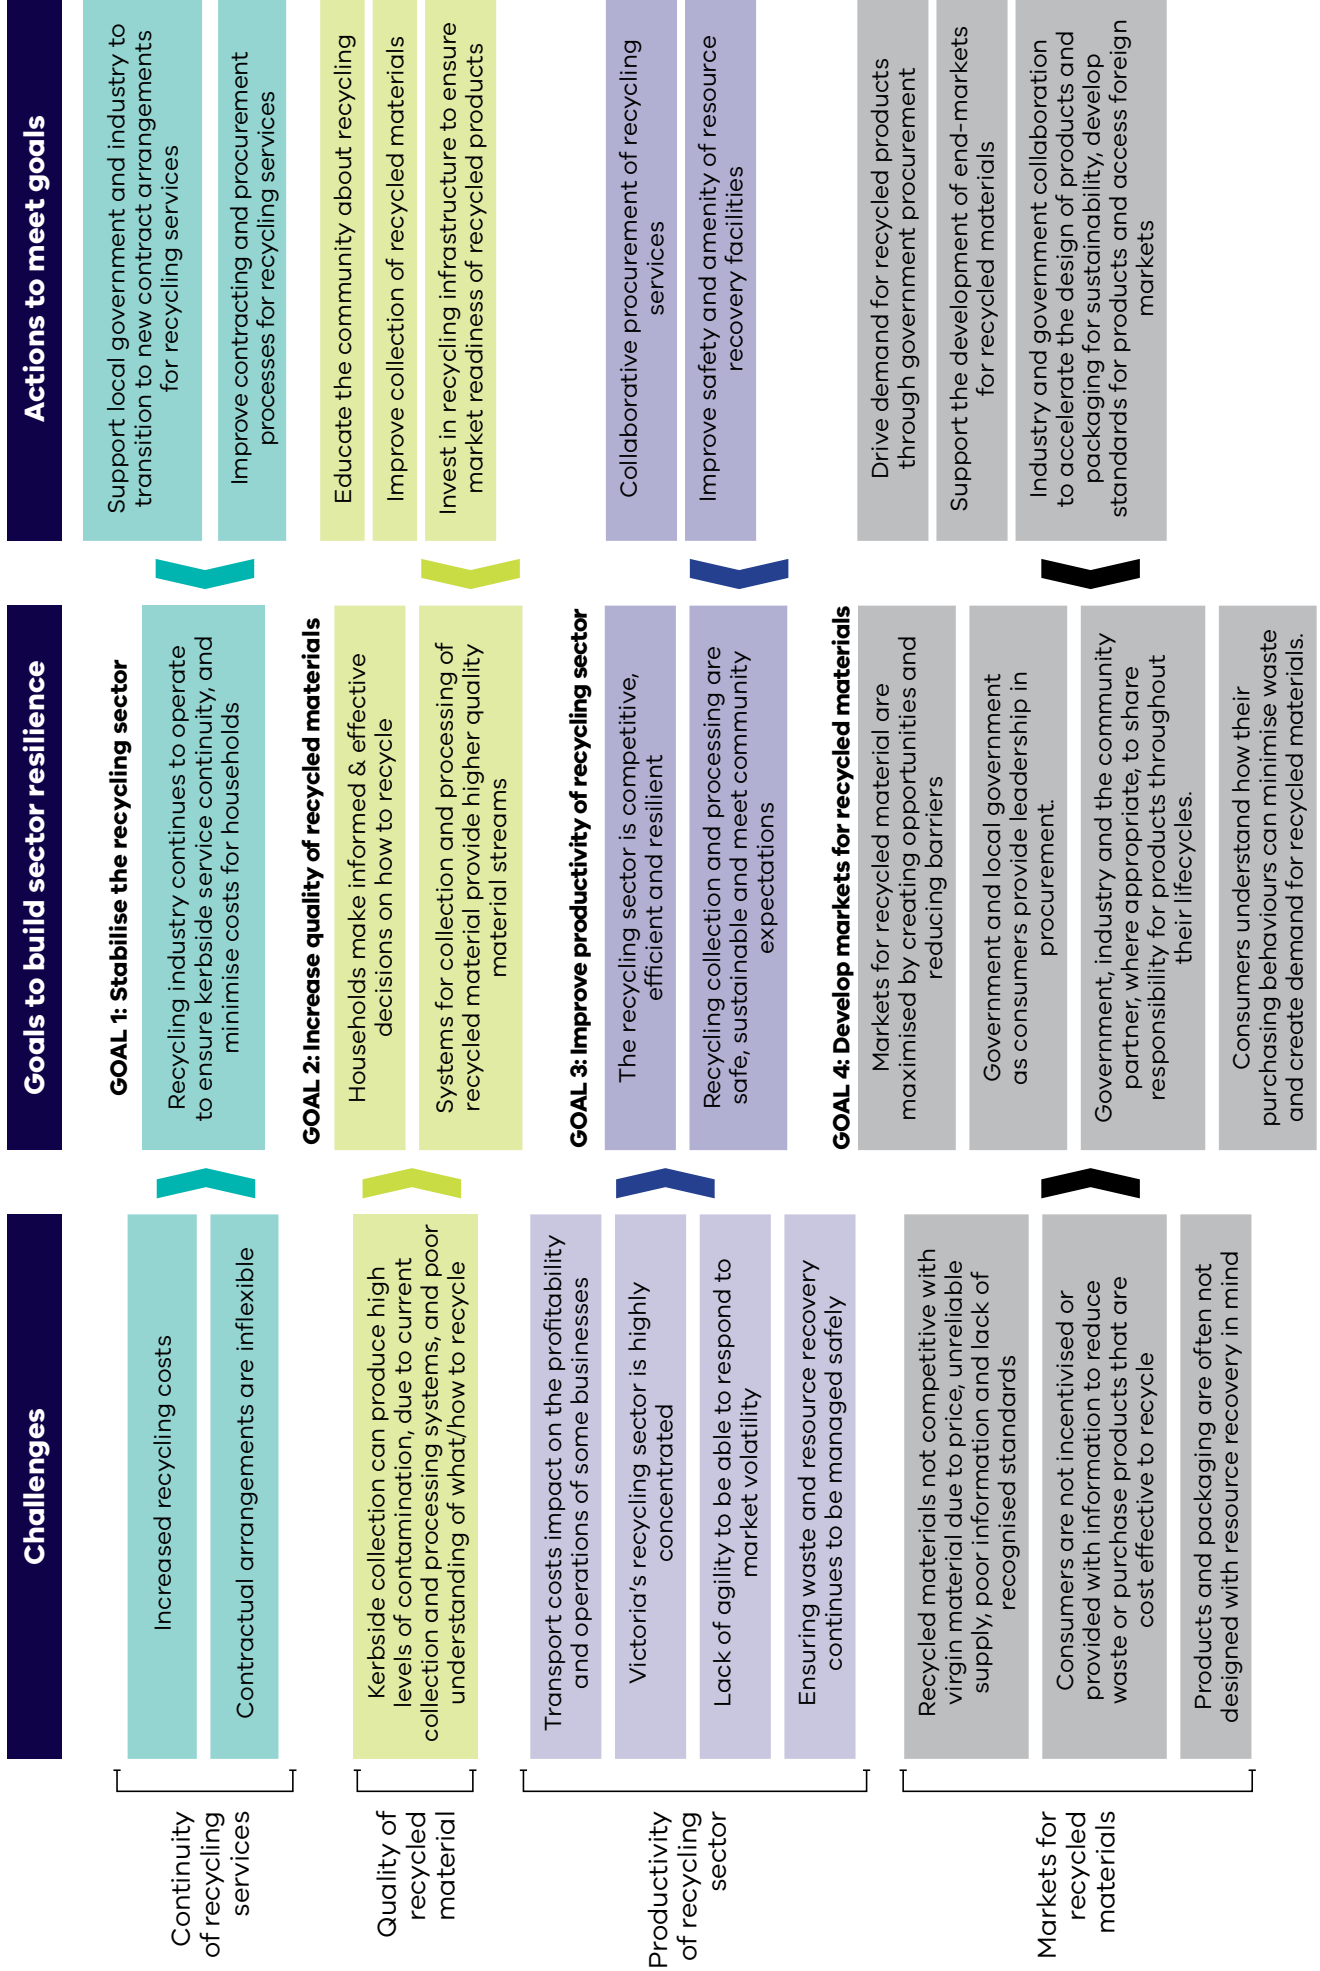 Challenges
Goals to build sector resilience
Actions to meet goals
Continuity
of recycling
services
Increased recycling costs
Contractual arrangements are inflexible
GOAL 1: Stabilise the recycling sector
Recycling industry continues to operate
to ensure kerbside service continuity, and
minimise costs for households
Support local government and industry to
transition to new contract arrangements
for recycling services
Improve contracting and procurement
processes for recycling services
Quality of
recycled
material
Kerbside collection can produce high
levels of contamination, due to current
collection and processing systems, and poor
understanding of what/how to recycle
GOAL 2: Increase quality of recycled materials
Households make informed & effective
decisions on how to recycle
Systems for collection and processing of
recycled material provide higher quality
material streams
Educate the community about recycling
Improve collection of recycled materials
Invest in recycling infrastructure to ensure
market readiness of recycled products
Productivity
of recycling
sector
Transport costs impact on the profitability
and operations of some businesses
Victoria's recycling sector is highly
concentrated
Lack of agility to be able to respond to
market volatility
Ensuring waste and resource recovery
continues to be managed safely
GOAL 3: Improve productivity of recycling sector
The recycling sector is competitive,
efficient and resilient
Recycling collection and processing are
safe, sustainable and meet community
expectations
Collaborative procurement of recycling
services
Improve safety and amenity of resource
recovery facilities
Markets for
recycled
materials
Recycled materials not competitive with
virgin material due to price, unreliable
supply, poor information and lack of
recognised standards
Consumers are not incentivised or
provided with information to reduce
waste or purchase products that are
cost effective to recycle
Products and packaging are often not
designed with resource recovery in mind
GOAL 4: Develop markets for recycled materials
Markets for recycled material are
maximised by creating opportunities and
reducing barriers
Government and local government
as consumers provide leadership in
procurement.
Government, industry and the community
partner, where appropriate, to share
responsibility for products throughout
their lifecycles.
Consumers understand how their
purchasing behaviours can minimise waste
and create demand for recycled materials.
Drive demand for recycled products
through government procurement
Support the development of end-markets
for recycled materials
Industry and government collaboration
to accelerate the design of products and
packaging for sustainability, develop
standards for products and access foreign
markets